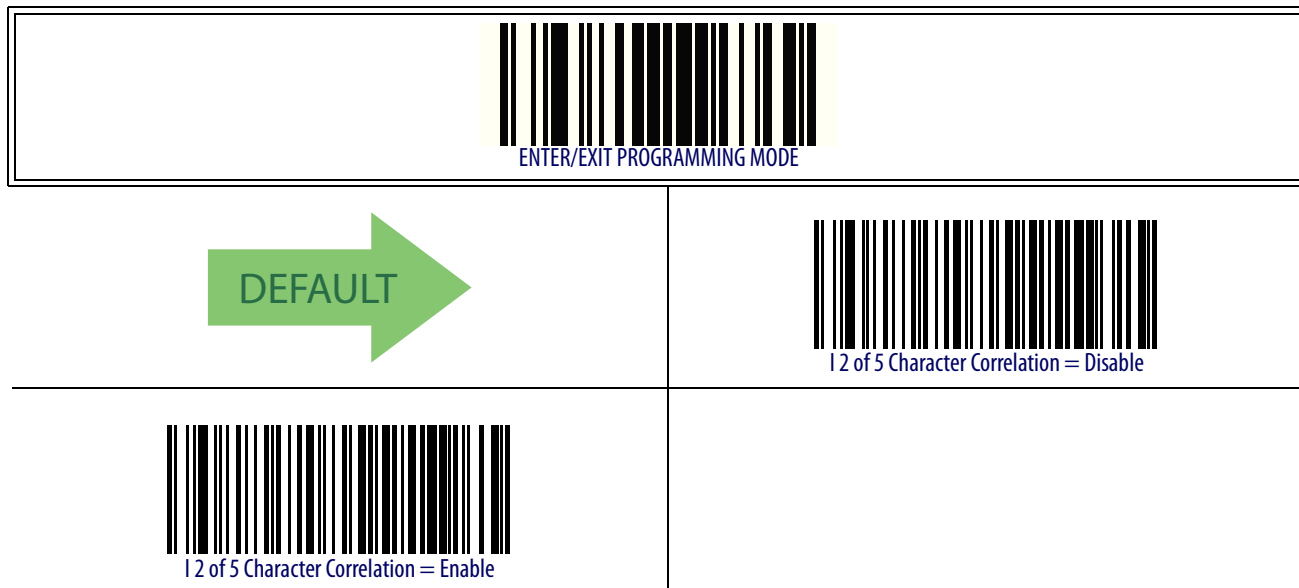 ENTER/EXIT PROGRAMMING MODE
DEFAULT
I 2 of 5 Character Correlation = Disable
I 2 of 5 Character Correlation = Enable